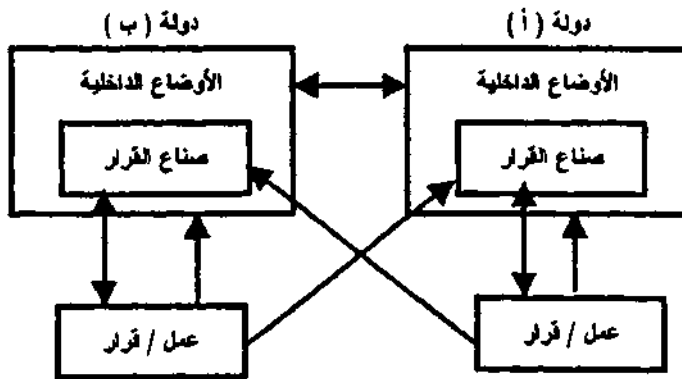 دولة ( أ )
الأوضاع الداخلية
صناع القرار
عمل / قرار
دولة ( ب )
الأوضاع الداخلية
صناع القرار
عمل / قرار